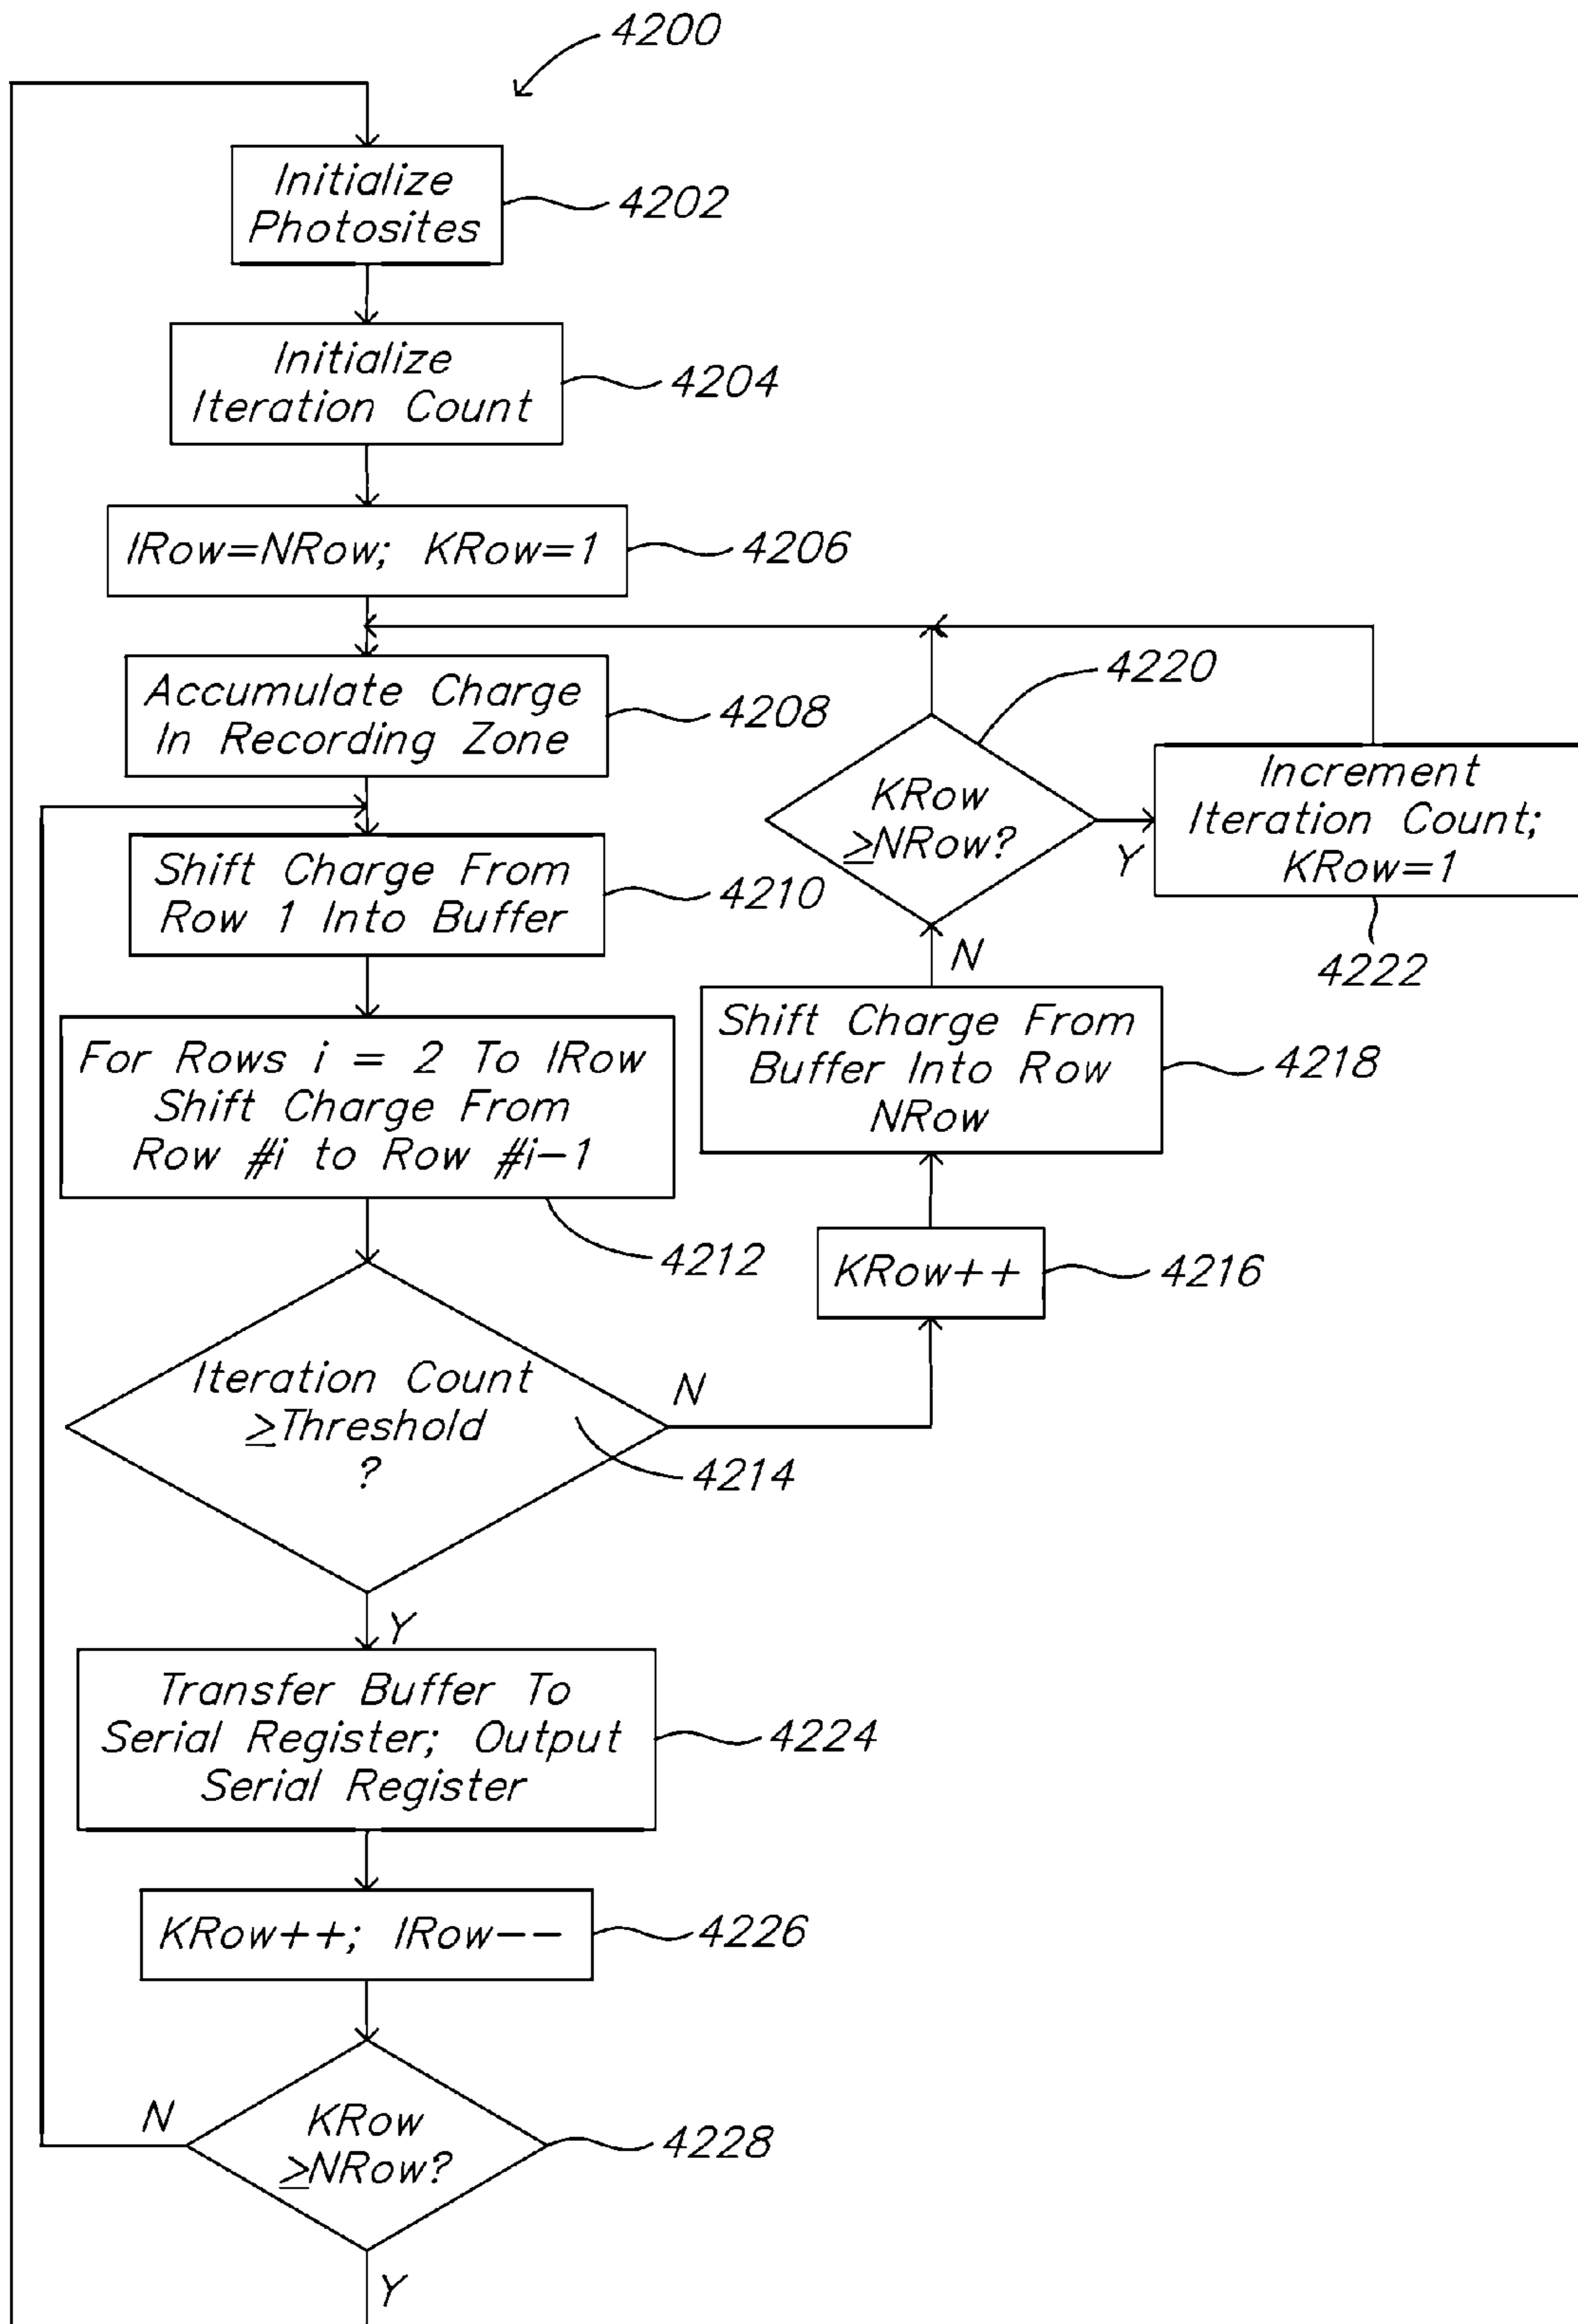 4200
Initialize
Photosites
4202
Initialize
Iteration Count
4204
IRow=NRow; KRow=1
4206
Accumulate Charge
In Recording Zone
4208
Shift Charge From
Row 1 Into Buffer
4210
For Rows i = 2 To IRow
Shift Charge From
Row #i to Row #i-1
4212
Iteration Count
≥Threshold
?
4214
N
KRow++
4216
Shift Charge From
Buffer Into Row
NRow
4218
N
KRow
≥NRow?
4220
Y
Increment
Iteration Count;
KRow=1
4222
Y
Transfer Buffer To
Serial Register; Output
Serial Register
4224
KRow++; IRow--
4226
KRow
≥NRow?
4228
N
Y